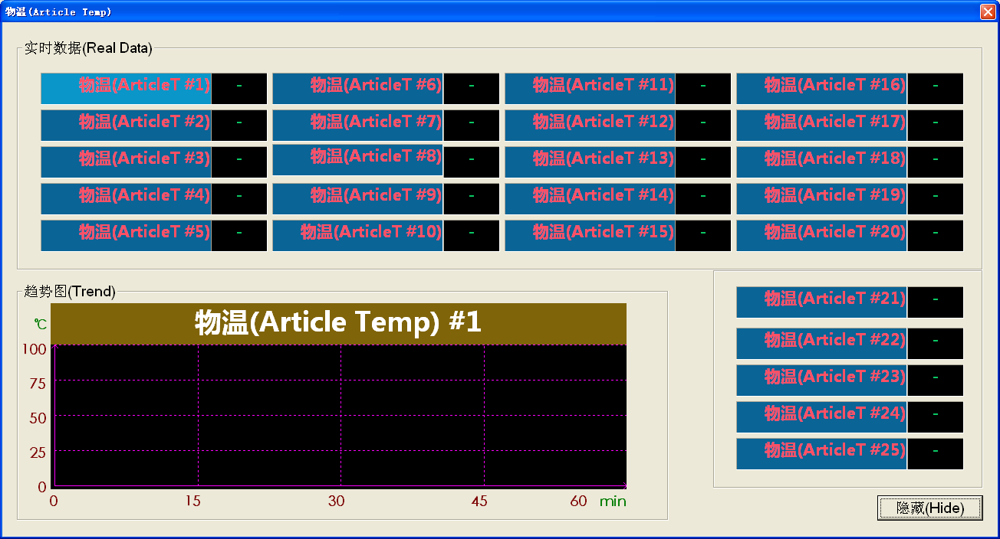 物温(Article Temp)
实时数据(Real Data)
物温(ArticleT #1) - 物温(ArticleT #6) - 物温(ArticleT #11) - 物温(ArticleT #16) -
物温(ArticleT #2) - 物温(ArticleT #7) - 物温(ArticleT #12) - 物温(ArticleT #17) -
物温(ArticleT #3) - 物温(ArticleT #8) - 物温(ArticleT #13) - 物温(ArticleT #18) -
物温(ArticleT #4) - 物温(ArticleT #9) - 物温(ArticleT #14) - 物温(ArticleT #19) -
物温(ArticleT #5) - 物温(ArticleT #10) - 物温(ArticleT #15) - 物温(ArticleT #20) -
趋势图(Trend)
物温(Article Temp) #1
℃
100
75
50
25
0
0 15 30 45 60 min
物温(ArticleT #21) -
物温(ArticleT #22) -
物温(ArticleT #23) -
物温(ArticleT #24) -
物温(ArticleT #25) -
隐藏(Hide)